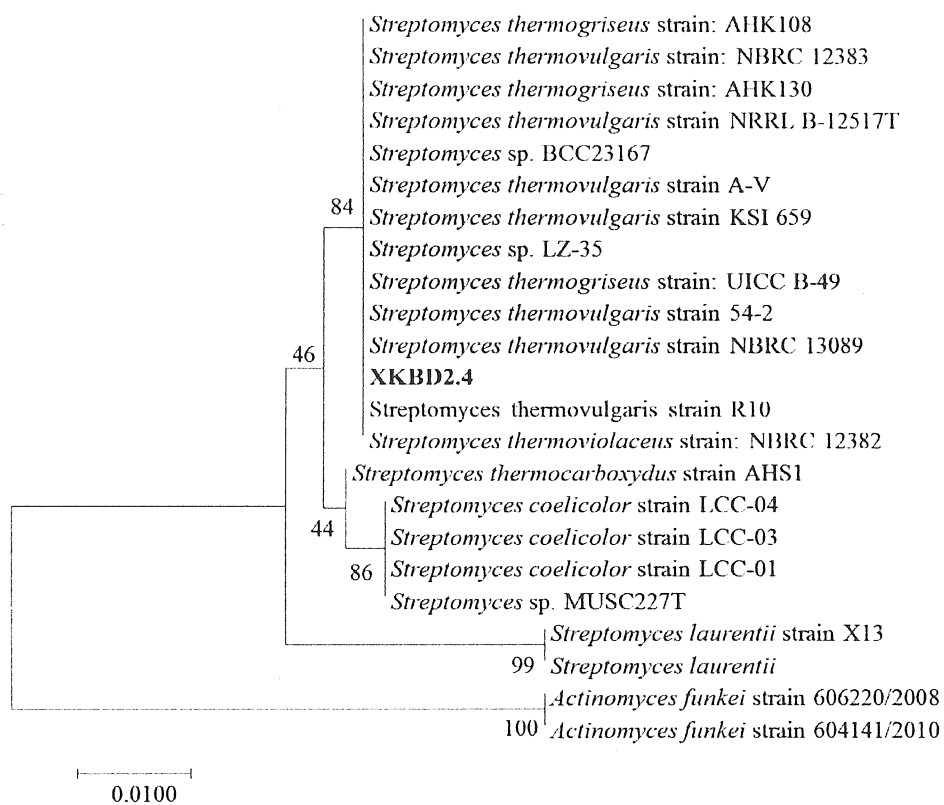 Streptomyces thermogriseus strain: AHK108
Streptomyces thermovulgaris strain: NBRC 12383
Streptomyces thermogriseus strain: AHK130
Streptomyces thermovulgaris strain NRRL B-12517T
Streptomyces sp. BCC23167
Streptomyces thermovulgaris strain A-V
84
Streptomyces thermovulgaris strain KSI 659
Streptomyces sp. LZ-35
Streptomyces thermogriseus strain: UICC B-49
Streptomyces thermovulgaris strain 54-2
Streptomyces thermovulgaris strain NBRC 13089
46
XKBD2.4
Streptomyces thermovulgaris strain R10
Streptomyces thermoviolaceus strain: NBRC 12382
Streptomyces thermocarboxydus strain AHS1
Streptomyces coelicolor strain LCC-04
44
Streptomyces coelicolor strain LCC-03
Streptomyces coelicolor strain LCC-01
86
Streptomyces sp. MUSC227T
Streptomyces laurentii strain X13
99
Streptomyces laurentii
Actinomyces funkei strain 606220/2008
100
Actinomyces funkei strain 604141/2010
0.0100